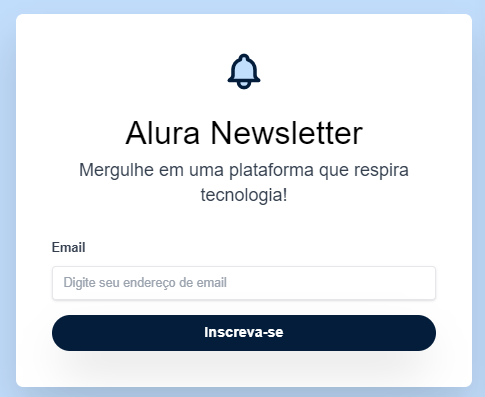 Alura Newsletter
Mergulhe em uma plataforma que respira
tecnologia!
Email
Digite seu endereço de email
Inscreva-se